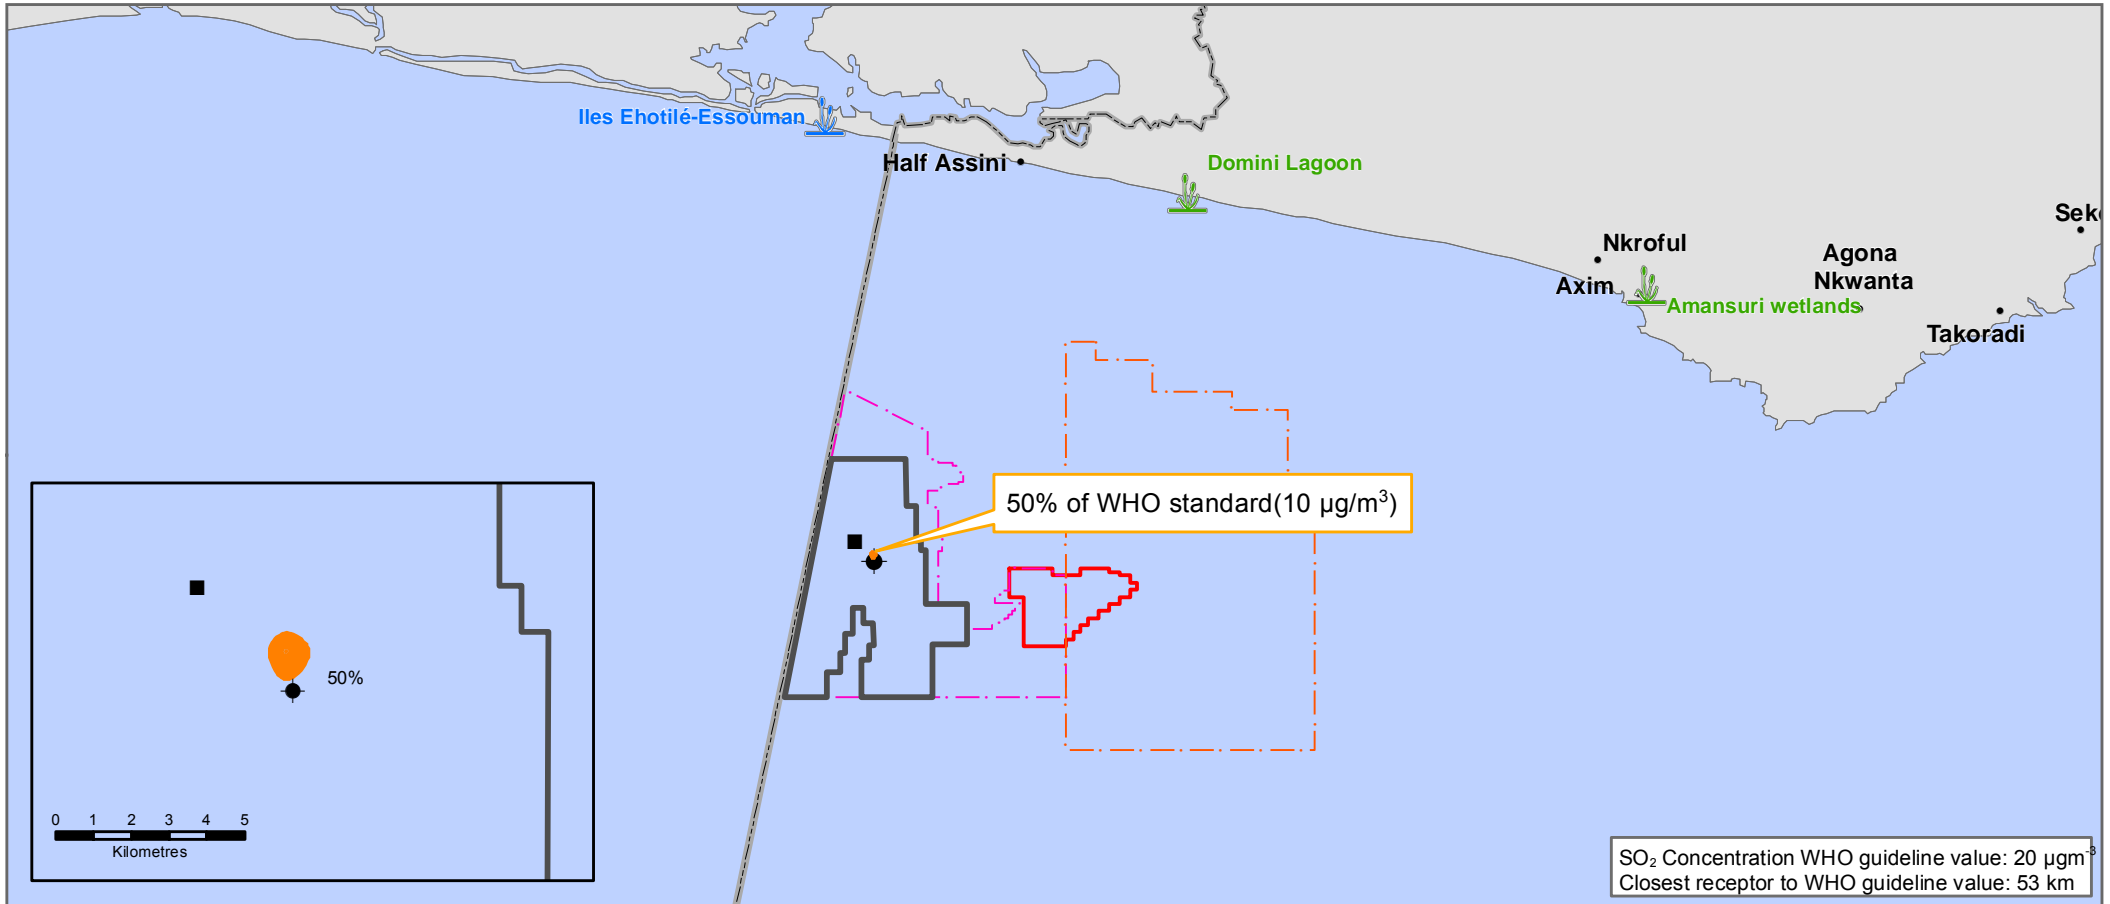 Iles Ehotilé-Essouman
Half Assini
Domini Lagoon
Nkroful
Axim
Amansuri wetlands
Agona
Nkwanta
Takoradi
50% of WHO standard(10 µg/m³)
50%
0 1 2 3 4 5
Kilometres
SO₂ Concentration WHO guideline value: 20 µgm⁻³
Closest receptor to WHO guideline value: 53 km